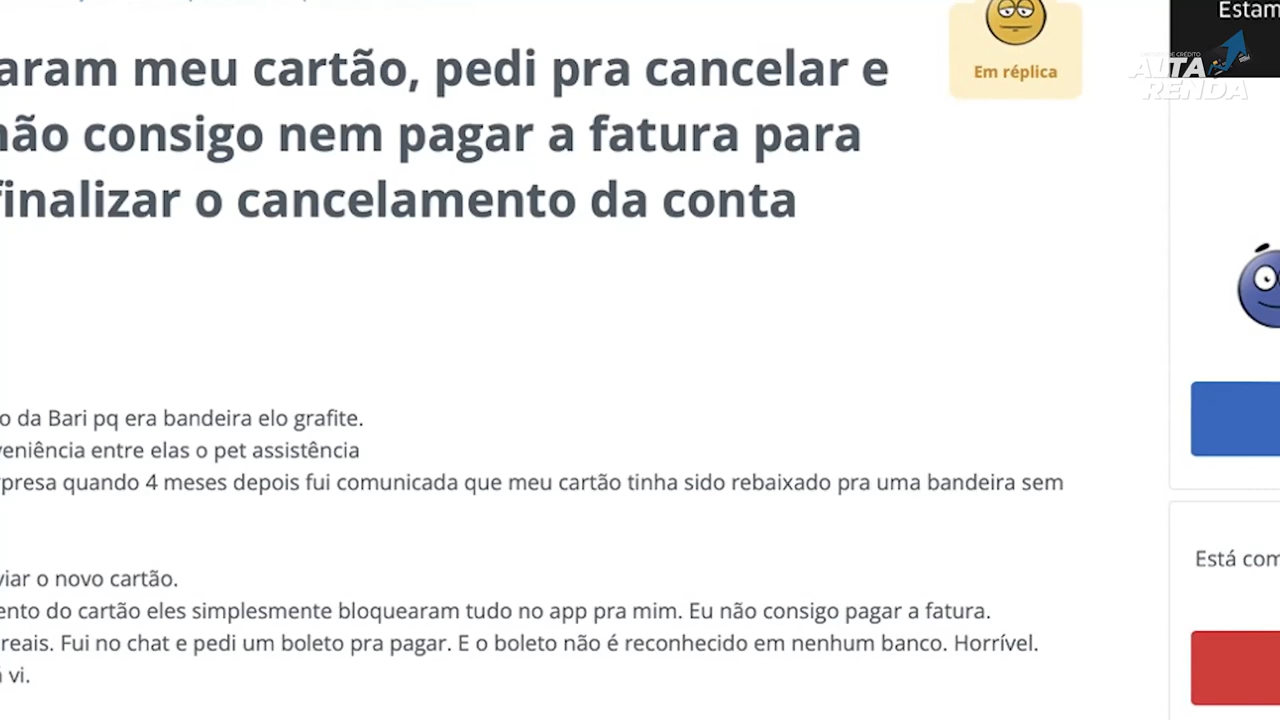 Estam
Em réplica
ALTA
RENDA
aram meu cartão, pedi pra cancelar e
não consigo nem pagar a fatura para
finalizar o cancelamento da conta
o da Bari pq era bandeira elo grafite.
veniência entre elas o pet assistência
rpresa quando 4 meses depois fui comunicada que meu cartão tinha sido rebaixado pra uma bandeira sem
viar o novo cartão.
ento do cartão eles simplesmente bloquearam tudo no app pra mim. Eu não consigo pagar a fatura.
reais. Fui no chat e pedi um boleto pra pagar. E o boleto não é reconhecido em nenhum banco. Horrível.
á vi.
Está com